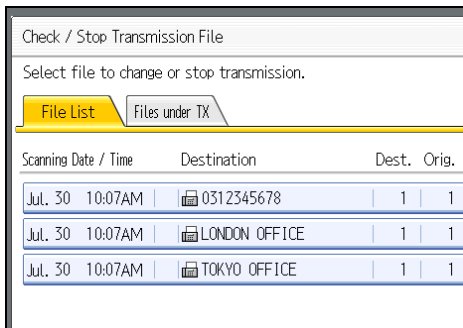 Check / Stop Transmission File
Select file to change or stop transmission.
File List Files under TX
Scanning Date / Time Destination Dest. Orig.
Jul. 30 10:07AM 0312345678 1 1
Jul. 30 10:07AM LONDON OFFICE 1 1
Jul. 30 10:07AM TOKYO OFFICE 1 1